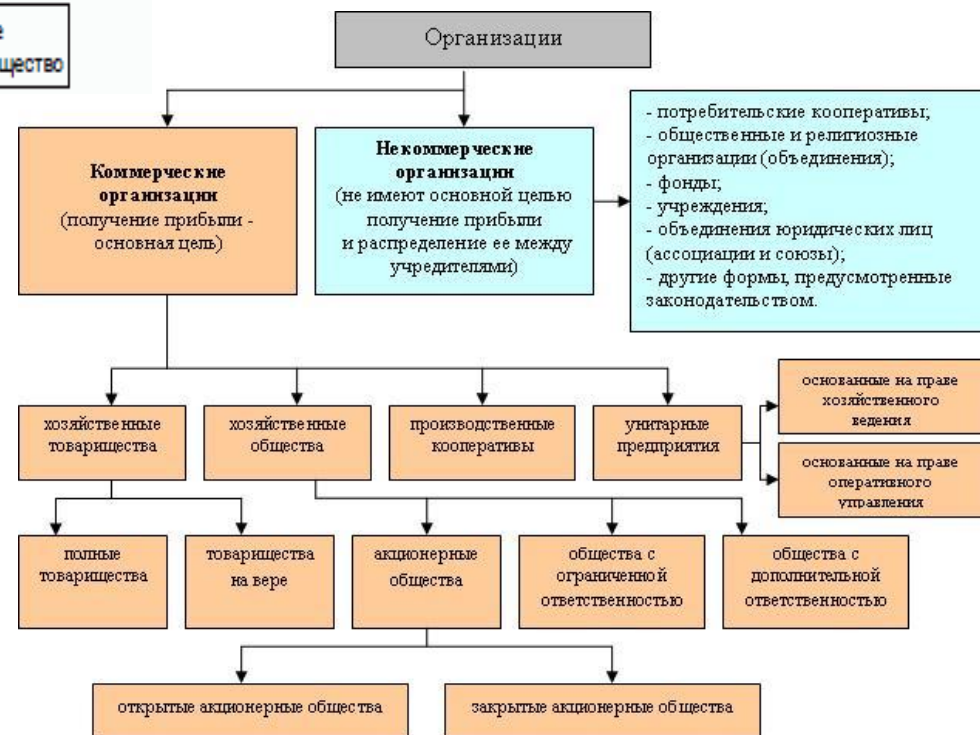 щество
Организации
Коммерческие
организации
(получение прибыли -
основная цель)
Некоммерческие
организации
(не имеют основной целью
получение прибыли
и распределение ее между
учредителями)
- потребительские кооперативы;
- общественные и религиозные
организации (объединения);
- фонды;
- учреждения;
- объединения юридических лиц
(ассоциации и союзы);
- другие формы, предусмотренные
законодательством.
хозяйственные
товарищества
хозяйственные
общества
производственные
кооперативы
унитарные
предприятия
основанные на праве
хозяйственного
ведения
основанные на праве
оперативного
управления
полные
товарищества
товарищества
на вере
акционерные
общества
общества с
ограниченной
ответственностью
общества с
дополнительной
ответственностью
открытые акционерные общества
закрытые акционерные общества